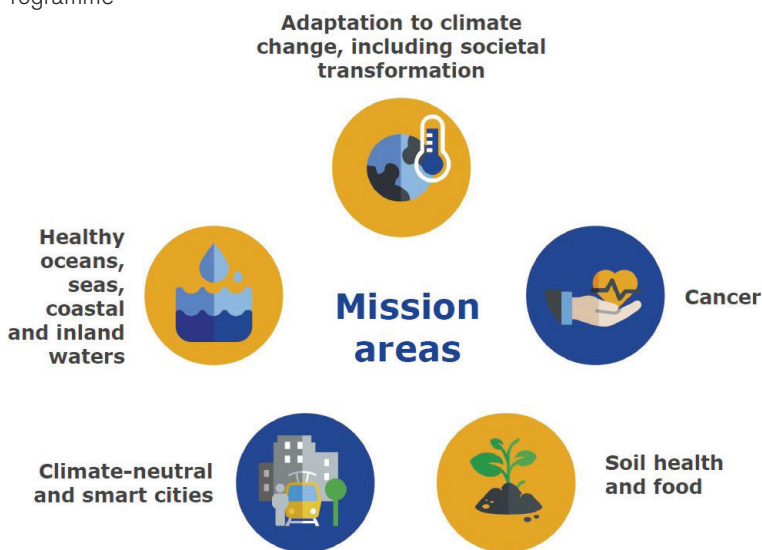 rogramme
Adaptation to climate
change, including societal
transformation
Healthy
oceans,
seas,
coastal
and inland
waters
Mission
areas
Cancer
Climate-neutral
and smart cities
Soil health
and food